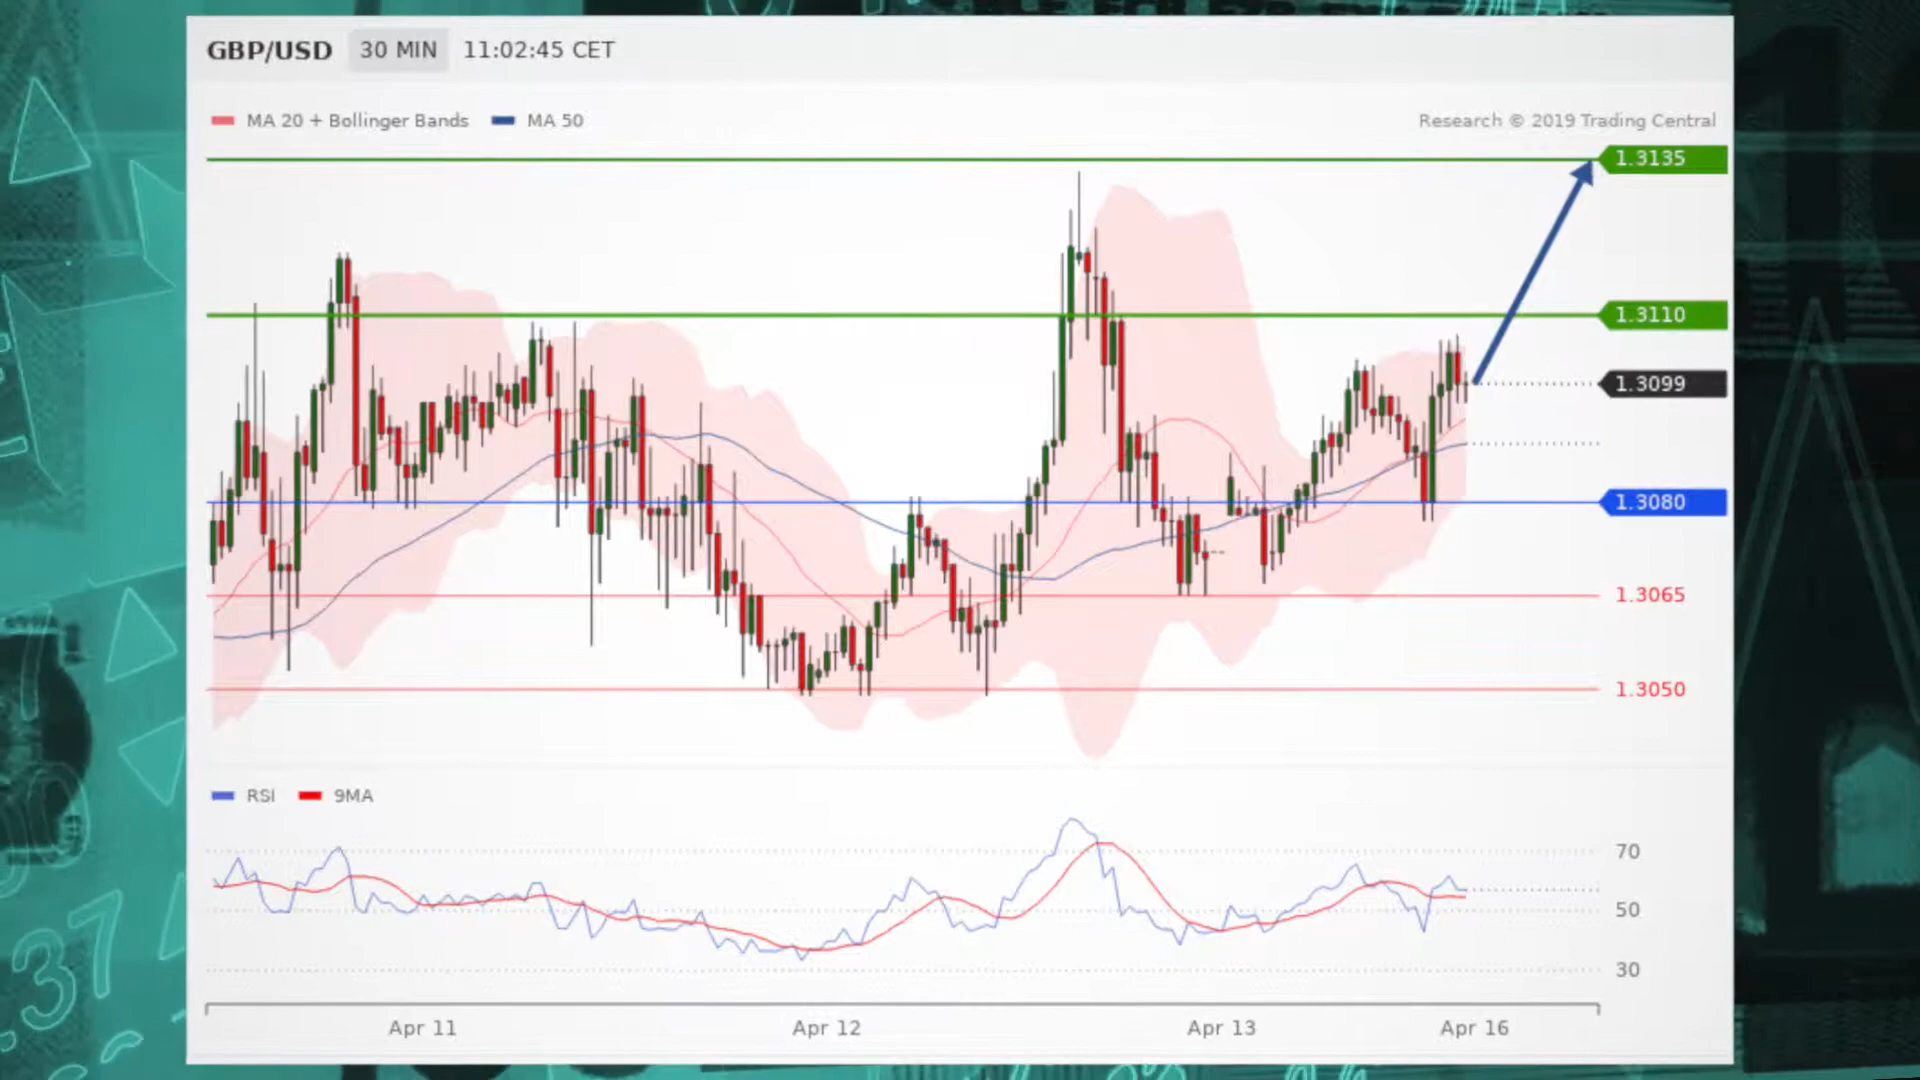 GBP/USD 30 MIN 11:02:45 CET
MA 20 + Bollinger Bands MA 50 Research © 2019 Trading Central
1.3135
1.3110
1.3099
1.3080
1.3065
1.3050
RSI 9MA
70
50
30
Apr 11 Apr 12 Apr 13 Apr 16
37